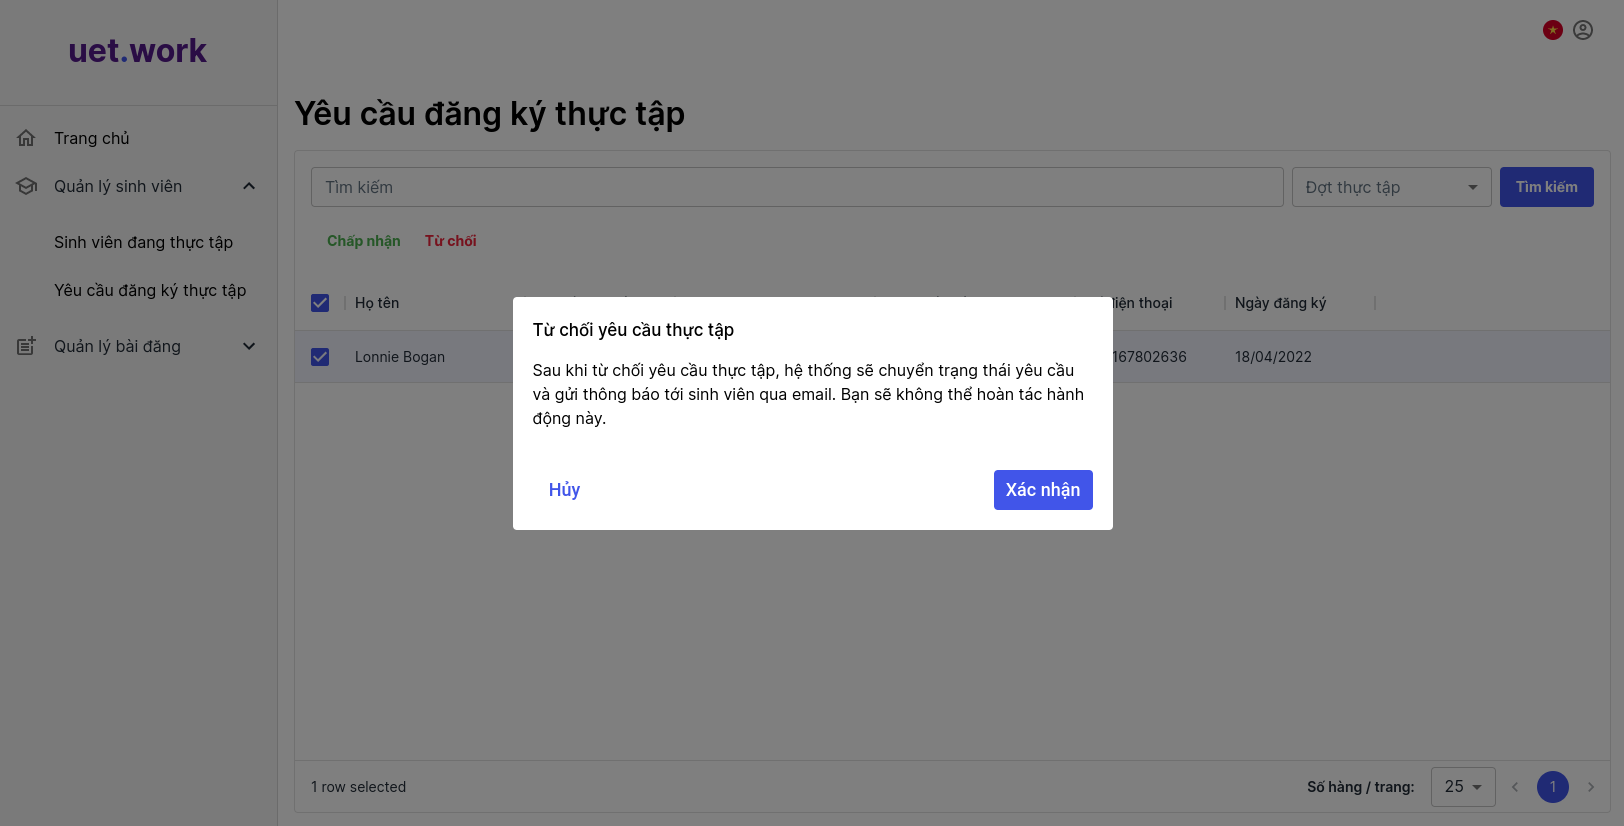 uet.work
Trang chủ
Quản lý sinh viên
Sinh viên đang thực tập
Yêu cầu đăng ký thực tập
Quản lý bài đăng
Yêu cầu đăng ký thực tập
Tìm kiếm
Đợt thực tập
Tìm kiếm
Chấp nhận Từ chối
Họ tên điện thoại Ngày đăng ký
Lonnie Bogan 167802636 18/04/2022
Từ chối yêu cầu thực tập
Sau khi từ chối yêu cầu thực tập, hệ thống sẽ chuyển trạng thái yêu cầu
và gửi thông báo tới sinh viên qua email. Bạn sẽ không thể hoàn tác hành
động này.
Hủy Xác nhận
1 row selected Số hàng / trang: 25 1